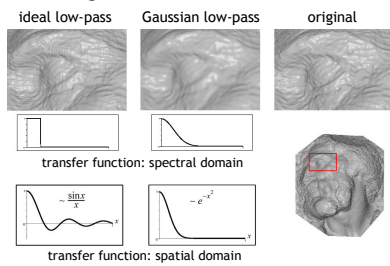 ideal low-pass
Gaussian low-pass
original
transfer function: spectral domain
~ sinx/x
x
~ e^{-x^2}
x
transfer function: spatial domain